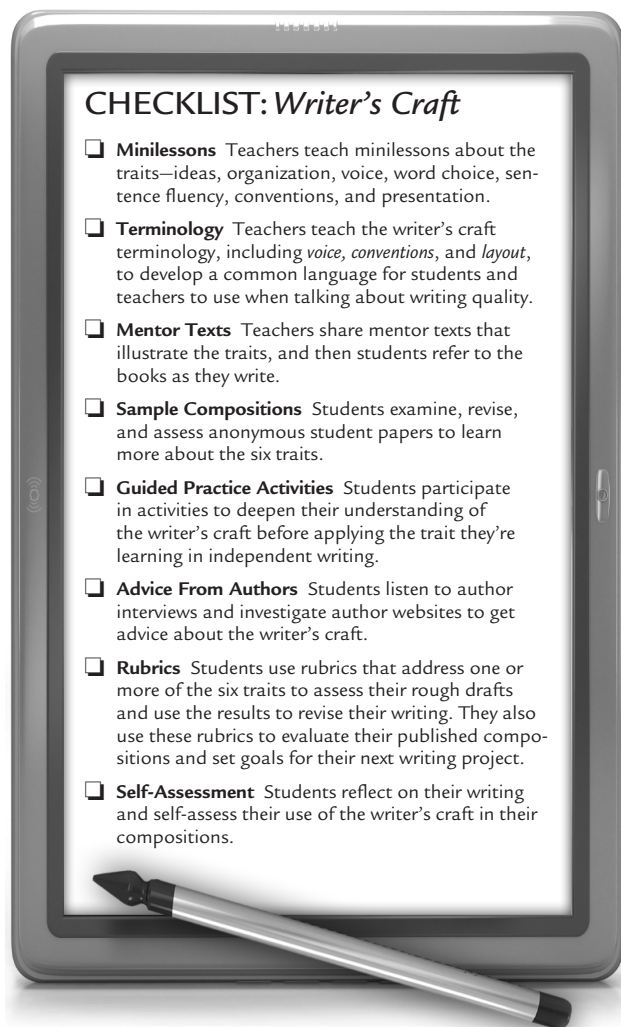 CHECKLIST: Writer's Craft
❑ Minilessons Teachers teach minilessons about the
traits—ideas, organization, voice, word choice, sen-
tence fluency, conventions, and presentation.
❑ Terminology Teachers teach the writer's craft
terminology, including voice, conventions, and layout,
to develop a common language for students and
teachers to use when talking about writing quality.
❑ Mentor Texts Teachers share mentor texts that
illustrate the traits, and then students refer to the
books as they write.
❑ Sample Compositions Students examine, revise,
and assess anonymous student papers to learn
more about the six traits.
❑ Guided Practice Activities Students participate
in activities to deepen their understanding of
the writer's craft before applying the trait they're
learning in independent writing.
❑ Advice From Authors Students listen to author
interviews and investigate author websites to get
advice about the writer's craft.
❑ Rubrics Students use rubrics that address one or
more of the six traits to assess their rough drafts
and use the results to revise their writing. They also
use these rubrics to evaluate their published compo-
sitions and set goals for their next writing project.
❑ Self-Assessment Students reflect on their writing
and self-assess their use of the writer's craft in their
compositions.